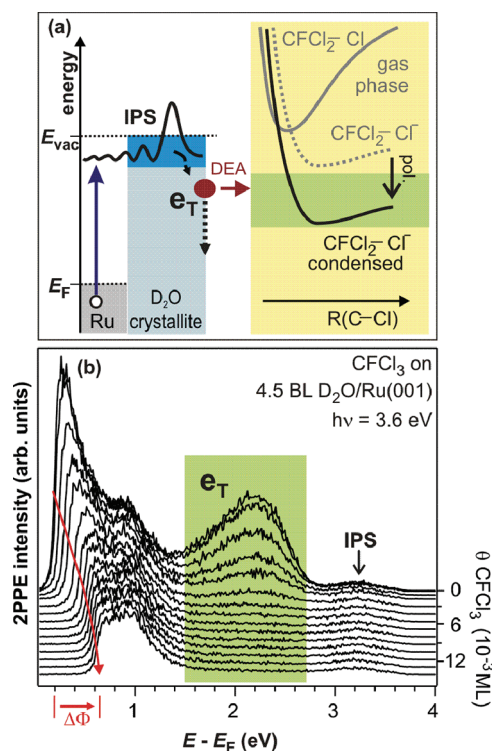 (a)
energy
CFCl₂– Cl
gas
phase
IPS
E_vac
CFCl₂– Cl⁻
DEA
pol.
e_T
CFCl₂– Cl⁻
condensed
E_F
D₂O
Ru
crystallite
R(C–Cl)
(b)
CFCl₃ on
4.5 BL D₂O/Ru(001)
hν = 3.6 eV
2PPE intensity (arb. units)
e_T
IPS
0
6
12
θ CFCl₃ (10⁻³ ML)
ΔΦ
1 2 3 4
E - E_F (eV)